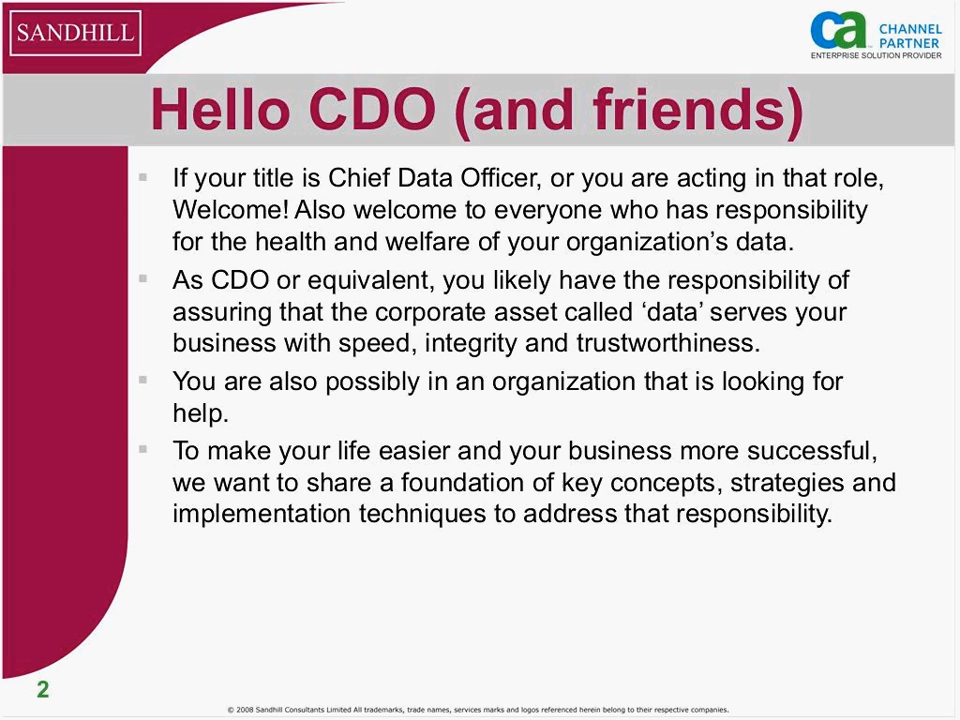 SANDHILL
ca CHANNEL
PARTNER
ENTERPRISE SOLUTION PROVIDER
Hello CDO (and friends)
If your title is Chief Data Officer, or you are acting in that role,
Welcome! Also welcome to everyone who has responsibility
for the health and welfare of your organization’s data.
As CDO or equivalent, you likely have the responsibility of
assuring that the corporate asset called ‘data’ serves your
business with speed, integrity and trustworthiness.
You are also possibly in an organization that is looking for
help.
To make your life easier and your business more successful,
we want to share a foundation of key concepts, strategies and
implementation techniques to address that responsibility.
2
© 2008 Sandhill Consultants Limited All trademarks, trade names, services marks and logos referenced herein belong to their respective companies.